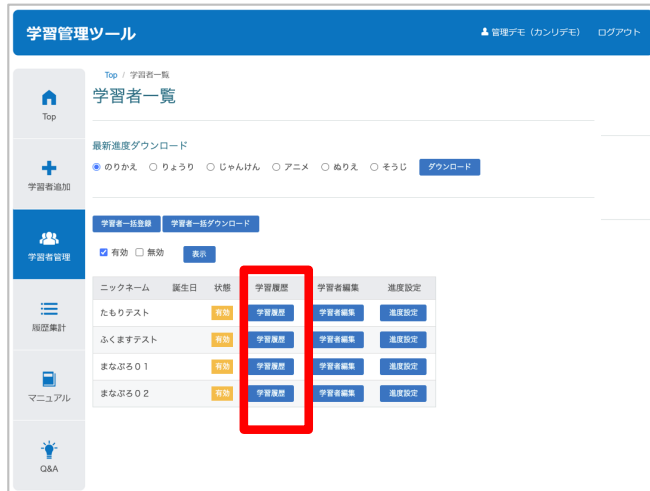 学習管理ツール
管理デモ（カンリデモ） ログアウト
Top
学習者追加
学習者管理
履歴集計
マニュアル
Q&A
Top / 学習者一覧
学習者一覧
最新進度ダウンロード
のりかえ りょうり じゃんけん アニメ ぬりえ そうじ ダウンロード
学習者一括登録 学習者一括ダウンロード
有効 無効 表示
ニックネーム 誕生日 状態 学習履歴 学習者編集 進度設定
たもりテスト 有効 学習履歴 学習者編集 進度設定
ふくますテスト 有効 学習履歴 学習者編集 進度設定
まなぷろ０１ 有効 学習履歴 学習者編集 進度設定
まなぷろ０２ 有効 学習履歴 学習者編集 進度設定